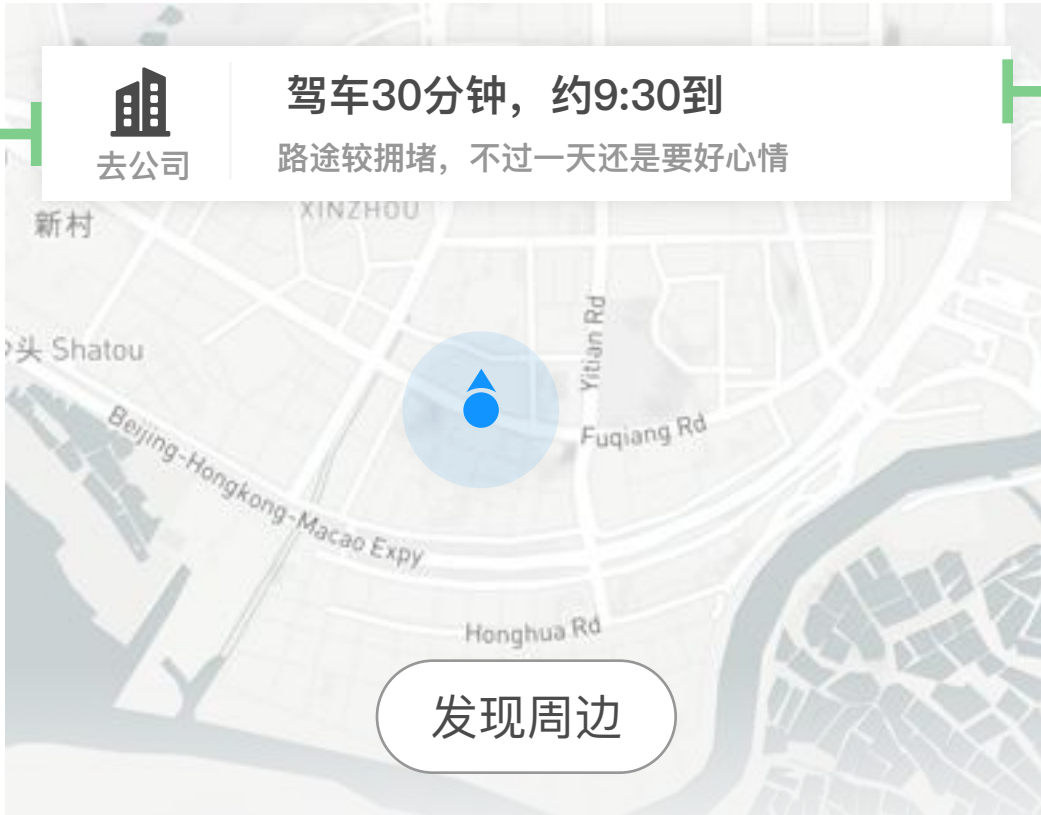 驾车30分钟，约9:30到
去公司
路途较拥堵，不过一天还是要好心情
XINZHOU
新村
Yitian Rd
头 Shatou
Fuqiang Rd
Beijing-Hongkong-Macao Expy
Honghua Rd
发现周边